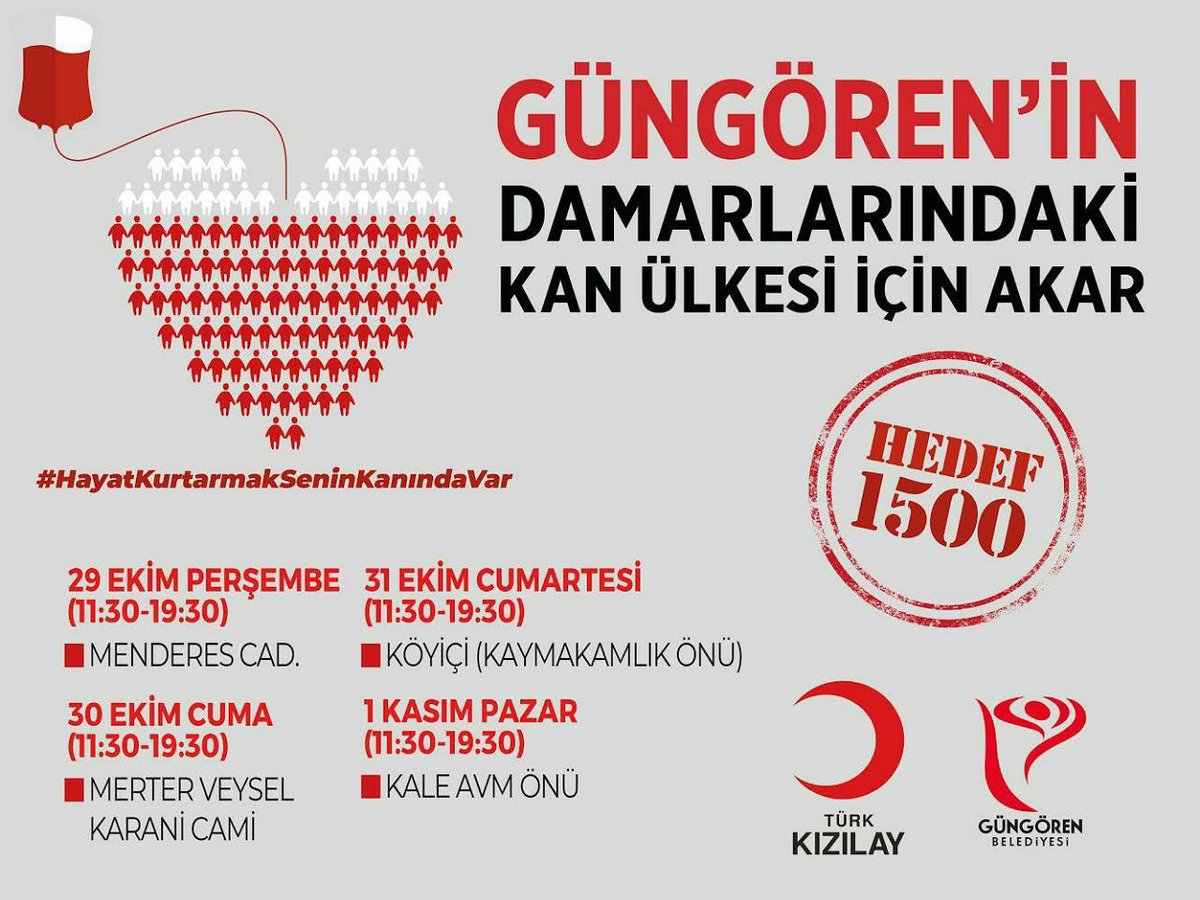 GÜNGÖREN'İN
DAMARLARINDAKİ
KAN ÜLKESİ İÇİN AKAR
#HayatKurtarmakSeninKanındaVar
HEDEF
1500
29 EKİM PERŞEMBE
(11:30-19:30)
MENDERES CAD.
30 EKİM CUMA
(11:30-19:30)
MERTER VEYSEL
KARANİ CAMİ
31 EKİM CUMARTESİ
(11:30-19:30)
KÖYİÇİ (KAYMAKAMLIK ÖNÜ)
1 KASIM PAZAR
(11:30-19:30)
KALE AVM ÖNÜ
TÜRK
KIZILAY
GÜNGÖREN
BELEDİYESİ